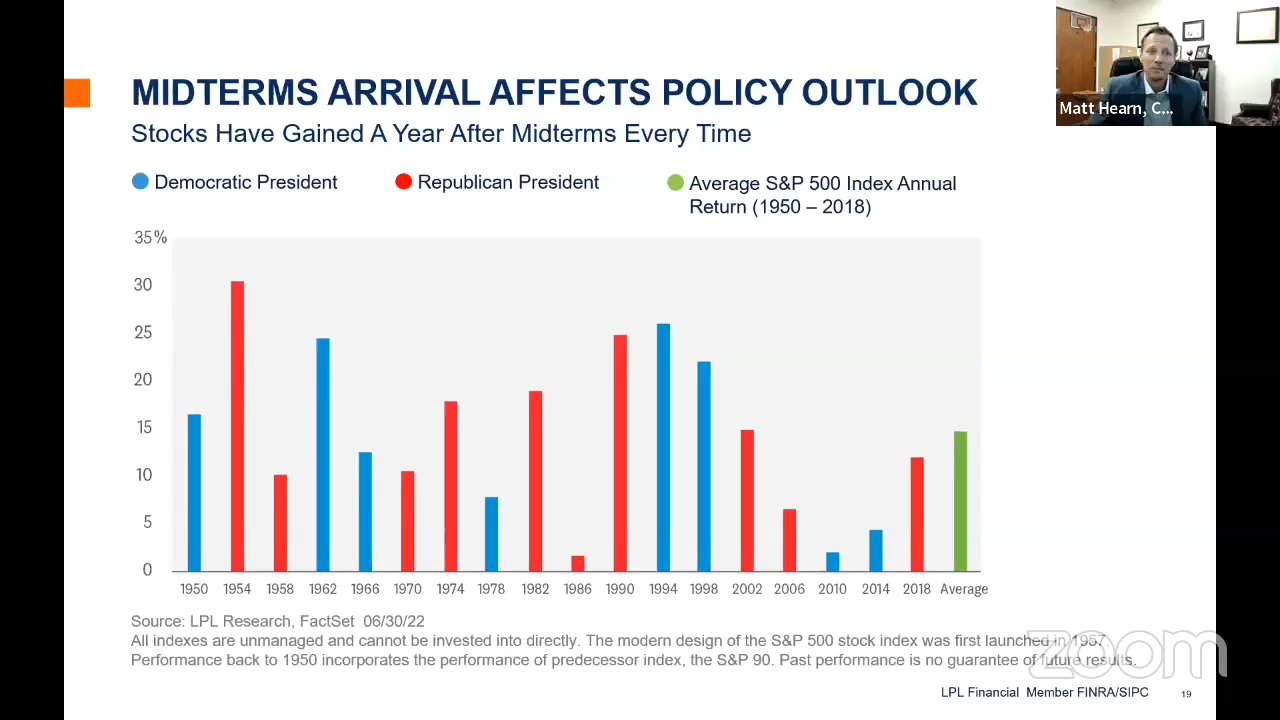 MIDTERMS ARRIVAL AFFECTS POLICY OUTLOOK
Stocks Have Gained A Year After Midterms Every Time
Matt Hearn, C...
Democratic President
Republican President
Average S&P 500 Index Annual
Return (1950 – 2018)
35%
30
25
20
15
10
5
0
1950 1954 1958 1962 1966 1970 1974 1978 1982 1986 1990 1994 1998 2002 2006 2010 2014 2018 Average
Source: LPL Research, FactSet 06/30/22
All indexes are unmanaged and cannot be invested into directly. The modern design of the S&P 500 stock index was first launched in 1957.
Performance back to 1950 incorporates the performance of predecessor index, the S&P 90. Past performance is no guarantee of future results.
zoom
LPL Financial Member FINRA/SIPC
19